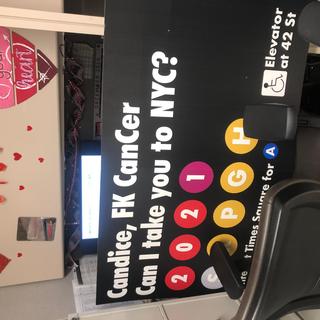 Candice, FK CanCer
Can I take you to NYC?
2 0 2 1
P G H
t Times Square for A
Elevator
at 42 St
heart